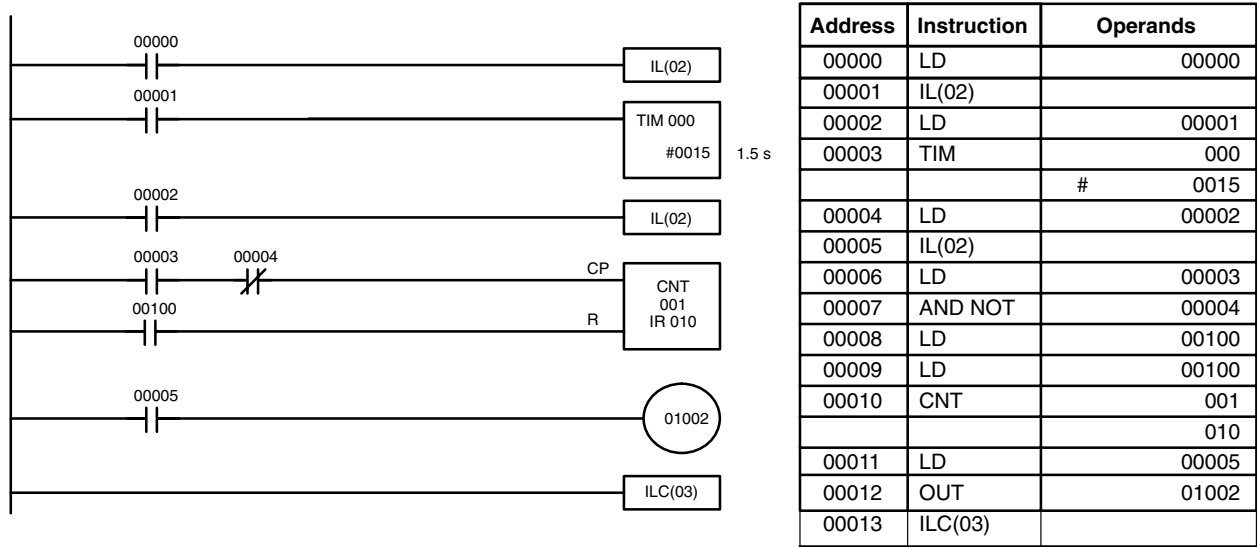 00000
IL(02)
00001
TIM 000
#0015 1.5 s
00002
IL(02)
00003 00004
CP
CNT
001
IR 010
00100
R
00005
01002
ILC(03)
Address Instruction Operands
00000 LD 00000
00001 IL(02)
00002 LD 00001
00003 TIM 000
# 0015
00004 LD 00002
00005 IL(02)
00006 LD 00003
00007 AND NOT 00004
00008 LD 00100
00009 LD 00100
00010 CNT 001
010
00011 LD 00005
00012 OUT 01002
00013 ILC(03)